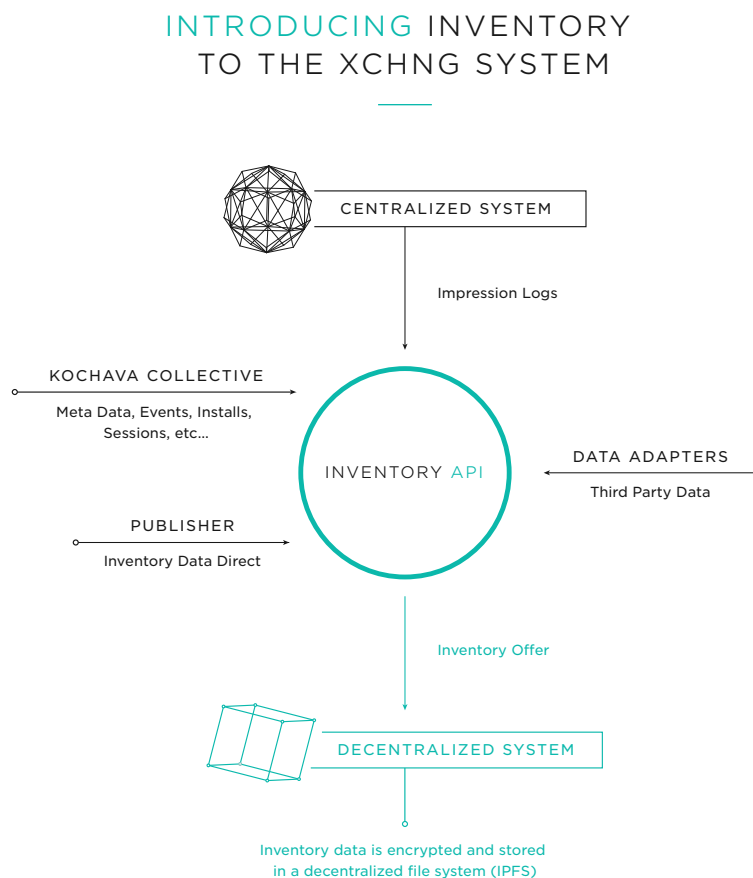 INTRODUCING INVENTORY
TO THE XCHNG SYSTEM
CENTRALIZED SYSTEM
Impression Logs
KOCHAVA COLLECTIVE
Meta Data, Events, Installs,
Sessions, etc...
INVENTORY API
DATA ADAPTERS
Third Party Data
PUBLISHER
Inventory Data Direct
Inventory Offer
DECENTRALIZED SYSTEM
Inventory data is encrypted and stored
in a decentralized file system (IPFS)